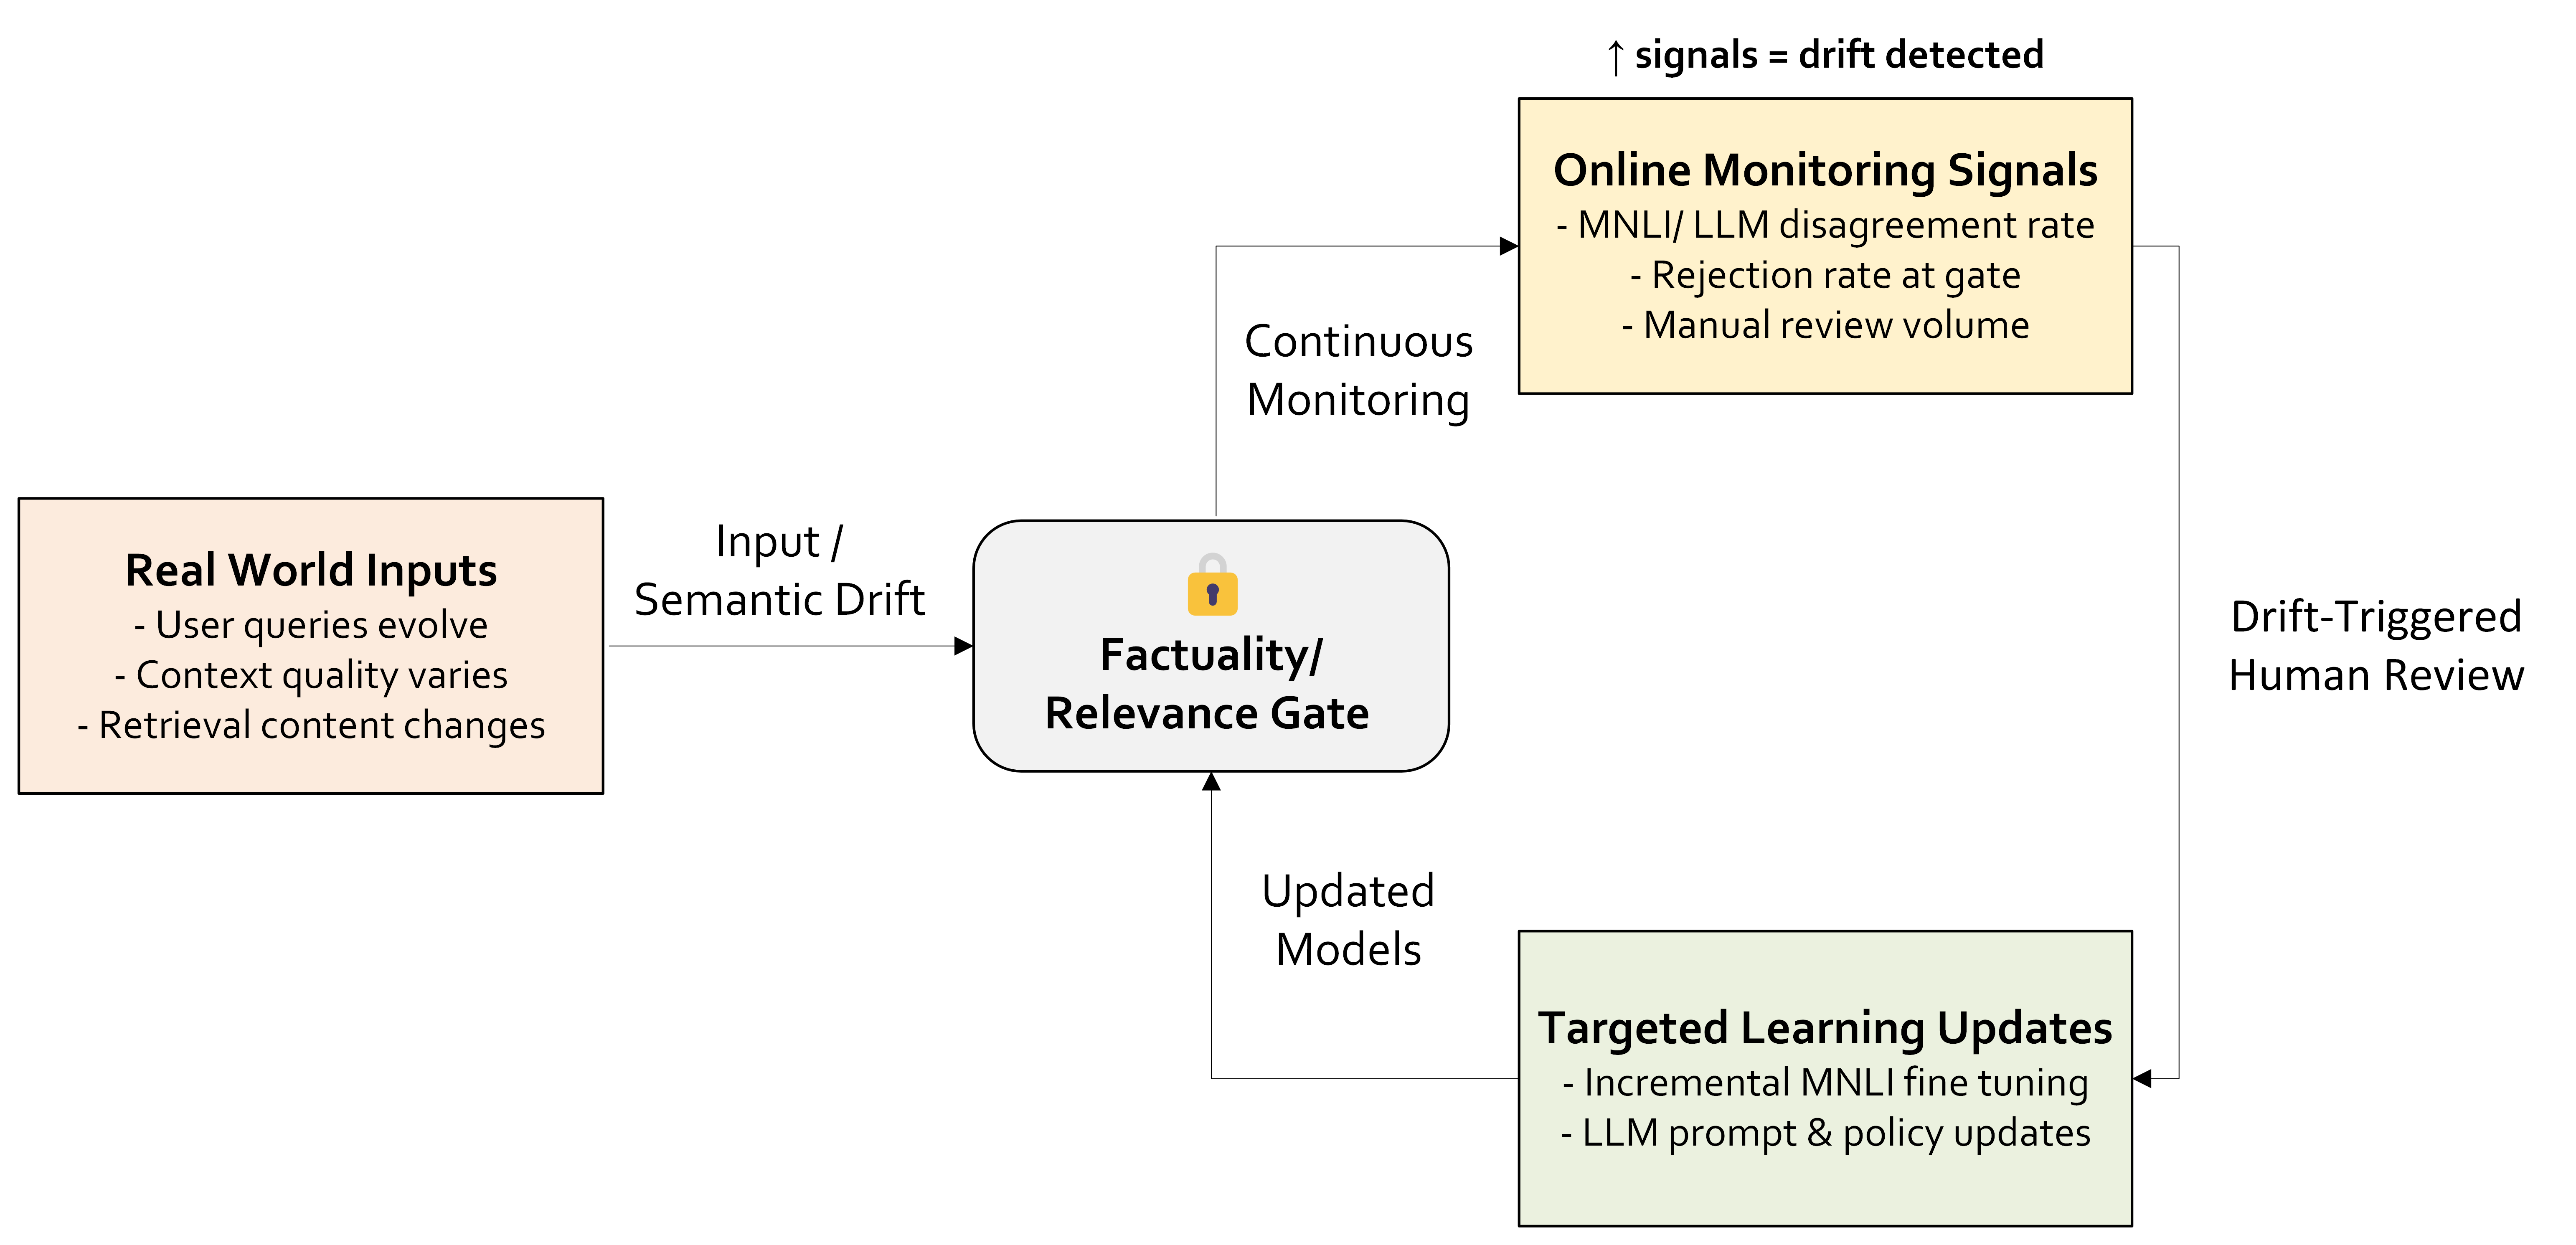 ↑ signals = drift detected
Online Monitoring Signals
- MNLI/ LLM disagreement rate
- Rejection rate at gate
- Manual review volume
Continuous
Monitoring
Real World Inputs
- User queries evolve
- Context quality varies
- Retrieval content changes
Input /
Semantic Drift
Factuality/
Relevance Gate
Drift-Triggered
Human Review
Updated
Models
Targeted Learning Updates
- Incremental MNLI fine tuning
- LLM prompt & policy updates